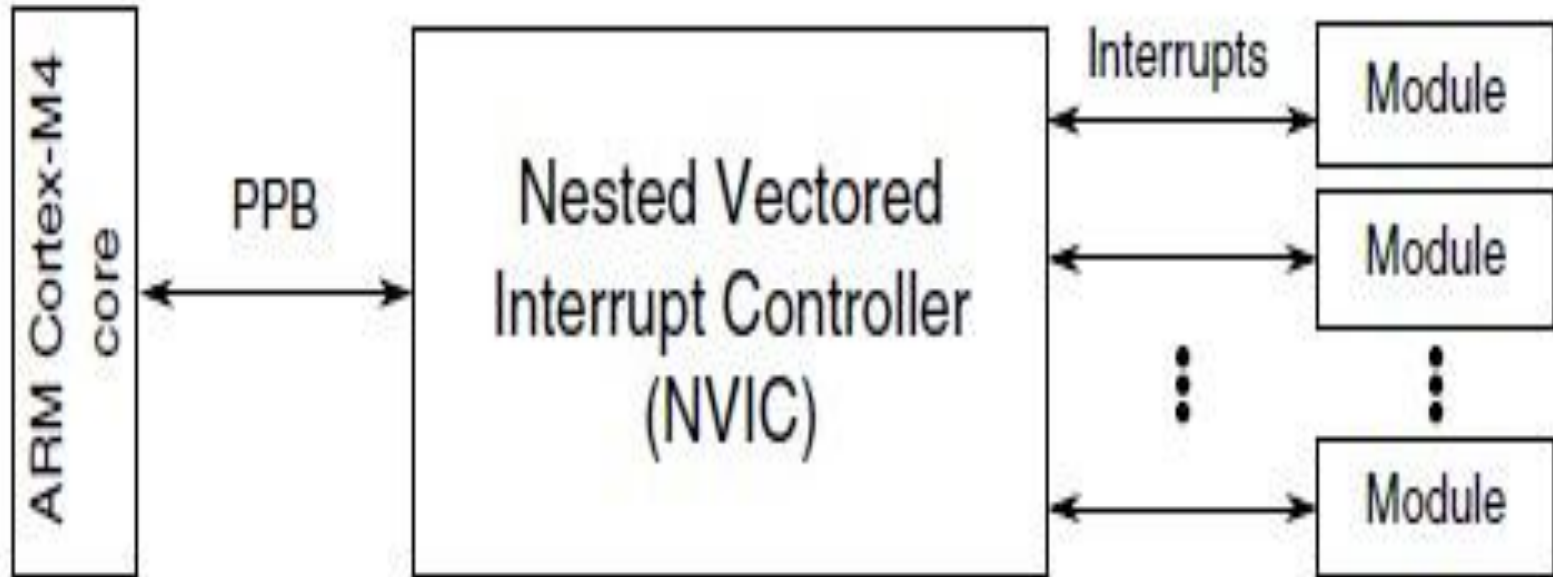 ARM Cortex-M4
core
PPB
Nested Vectored
Interrupt Controller
(NVIC)
Interrupts
Module
Module
Module